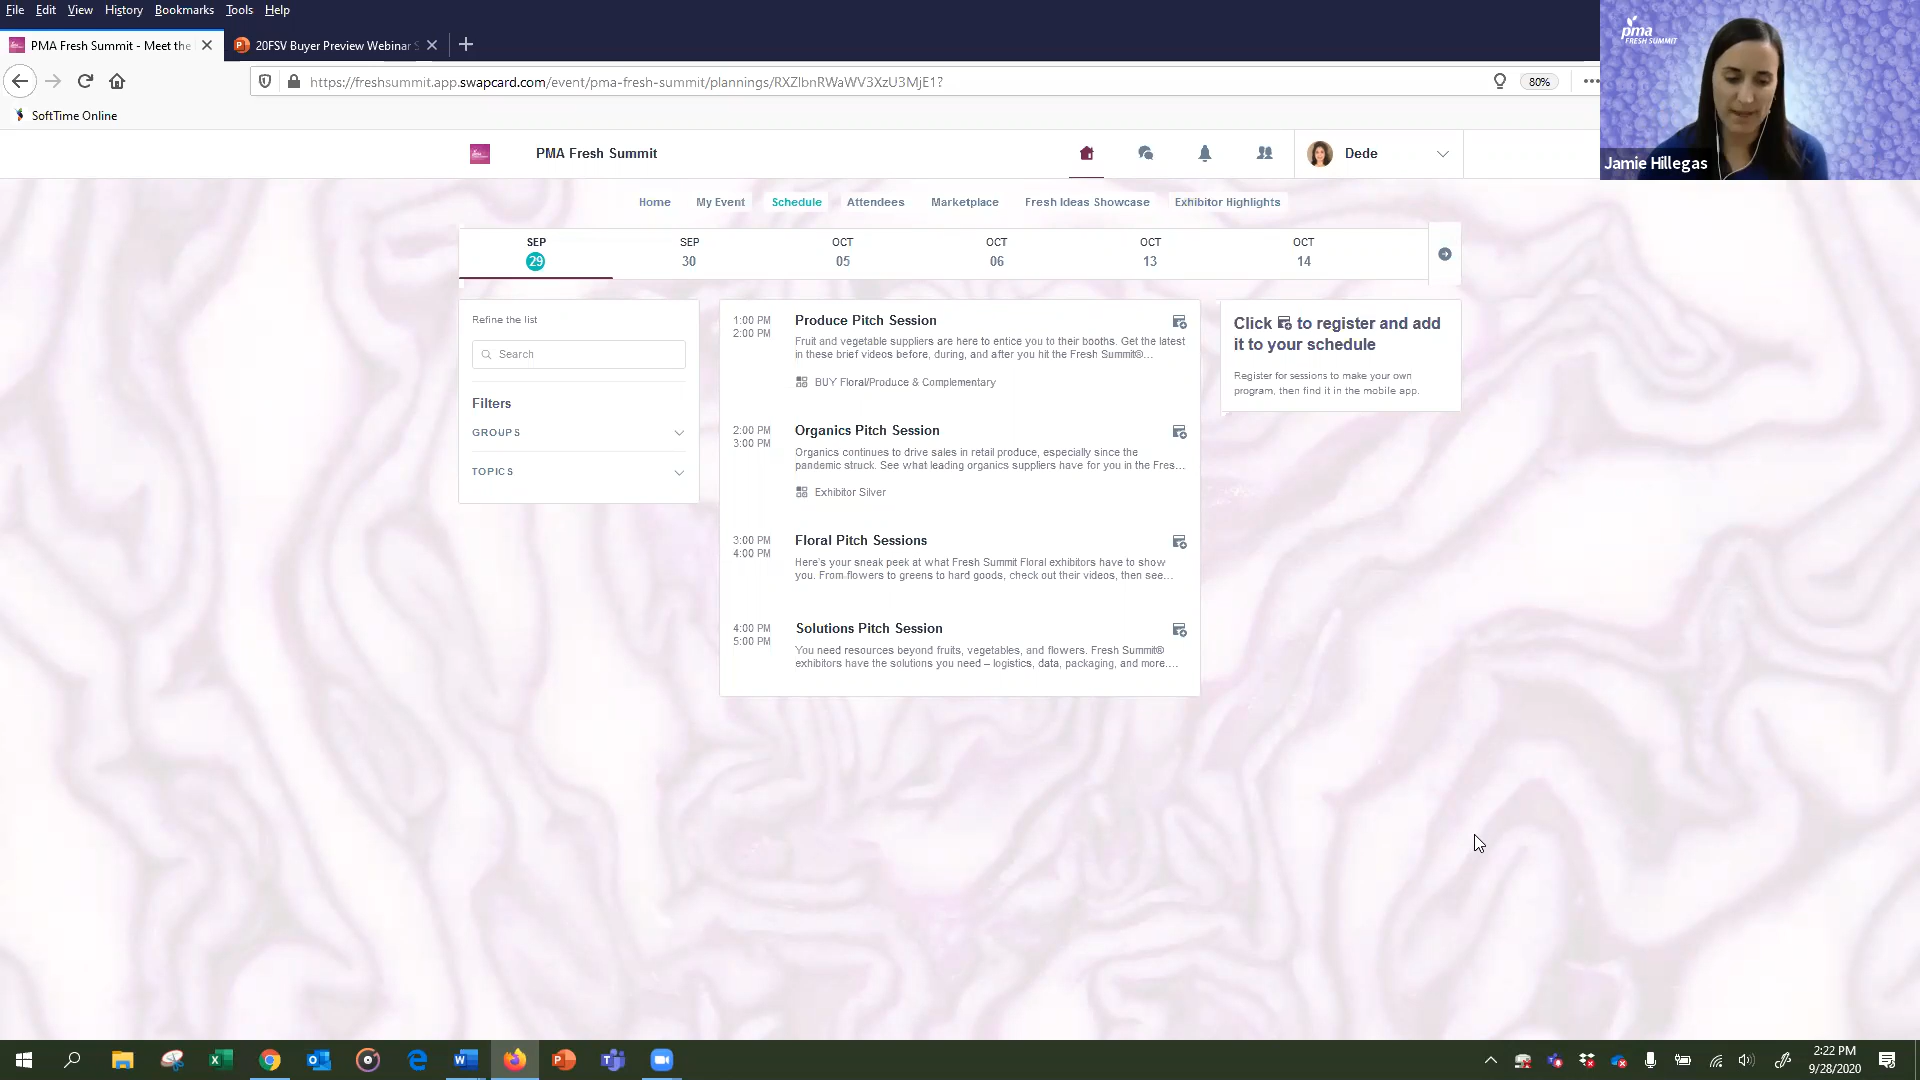 File Edit View History Bookmarks Tools Help
PMA Fresh Summit - Meet the
20FSV Buyer Preview Webinar S
https://freshsummit.app.swapcard.com/event/pma-fresh-summit/plannings/RXZlbnRWaWV3XzU3MjE1?
80%
SoftTime Online
pma
FRESH SUMMIT
Jamie Hillegas
PMA Fresh Summit
Dede
Home My Event Schedule Attendees Marketplace Fresh Ideas Showcase Exhibitor Highlights
SEP SEP OCT OCT OCT OCT
29 30 05 06 13 14
Refine the list
Search
Filters
GROUPS
TOPICS
1:00 PM
2:00 PM
Produce Pitch Session
Fruit and vegetable suppliers are here to entice you to their booths. Get the latest
in these brief videos before, during, and after you hit the Fresh Summit®...
BUY Floral/Produce & Complementary
2:00 PM
3:00 PM
Organics Pitch Session
Organics continues to drive sales in retail produce, especially since the
pandemic struck. See what leading organics suppliers have for you in the Fres...
Exhibitor Silver
3:00 PM
4:00 PM
Floral Pitch Sessions
Here's your sneak peek at what Fresh Summit Floral exhibitors have to show
you. From flowers to greens to hard goods, check out their videos, then see...
4:00 PM
5:00 PM
Solutions Pitch Session
You need resources beyond fruits, vegetables, and flowers. Fresh Summit®
exhibitors have the solutions you need – logistics, data, packaging, and more....
Click to register and add
it to your schedule
Register for sessions to make your own
program, then find it in the mobile app.
2:22 PM
9/28/2020